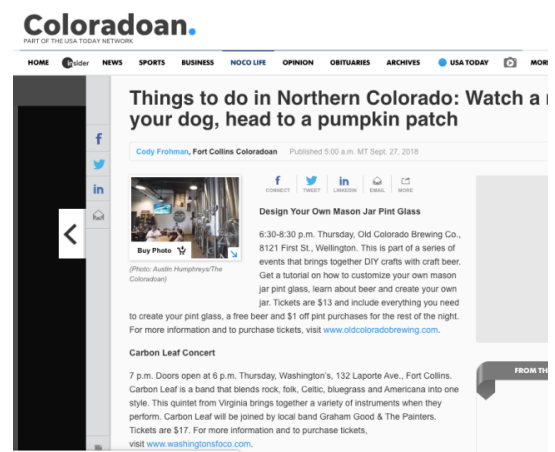 Coloradoan.
PART OF THE USA TODAY NETWORK
HOME Insider NEWS SPORTS BUSINESS NOCO LIFE OPINION OBITUARIES ARCHIVES USA TODAY MOR
Things to do in Northern Colorado: Watch a
your dog, head to a pumpkin patch
Cody Frohman, Fort Collins Coloradoan Published 5:00 a.m. MT Sept. 27, 2018
CONNECT TWEET LINKEDIN EMAIL MORE
Buy Photo
(Photo: Austin Humphreys/The
Coloradoan)
Design Your Own Mason Jar Pint Glass
6:30-8:30 p.m. Thursday, Old Colorado Brewing Co.,
8121 First St., Wellington. This is part of a series of
events that brings together DIY crafts with craft beer.
Get a tutorial on how to customize your own mason
jar pint glass, learn about beer and create your own
jar. Tickets are $13 and include everything you need
to create your pint glass, a free beer and $1 off pint purchases for the rest of the night.
For more information and to purchase tickets, visit www.oldcoloradobrewing.com.
Carbon Leaf Concert
7 p.m. Doors open at 6 p.m. Thursday, Washington's, 132 Laporte Ave., Fort Collins.
Carbon Leaf is a band that blends rock, folk, Celtic, bluegrass and Americana into one
style. This quintet from Virginia brings together a variety of instruments when they
perform. Carbon Leaf will be joined by local band Graham Good & The Painters.
Tickets are $17. For more information and to purchase tickets,
visit www.washingtonsfoco.com.
FROM TH